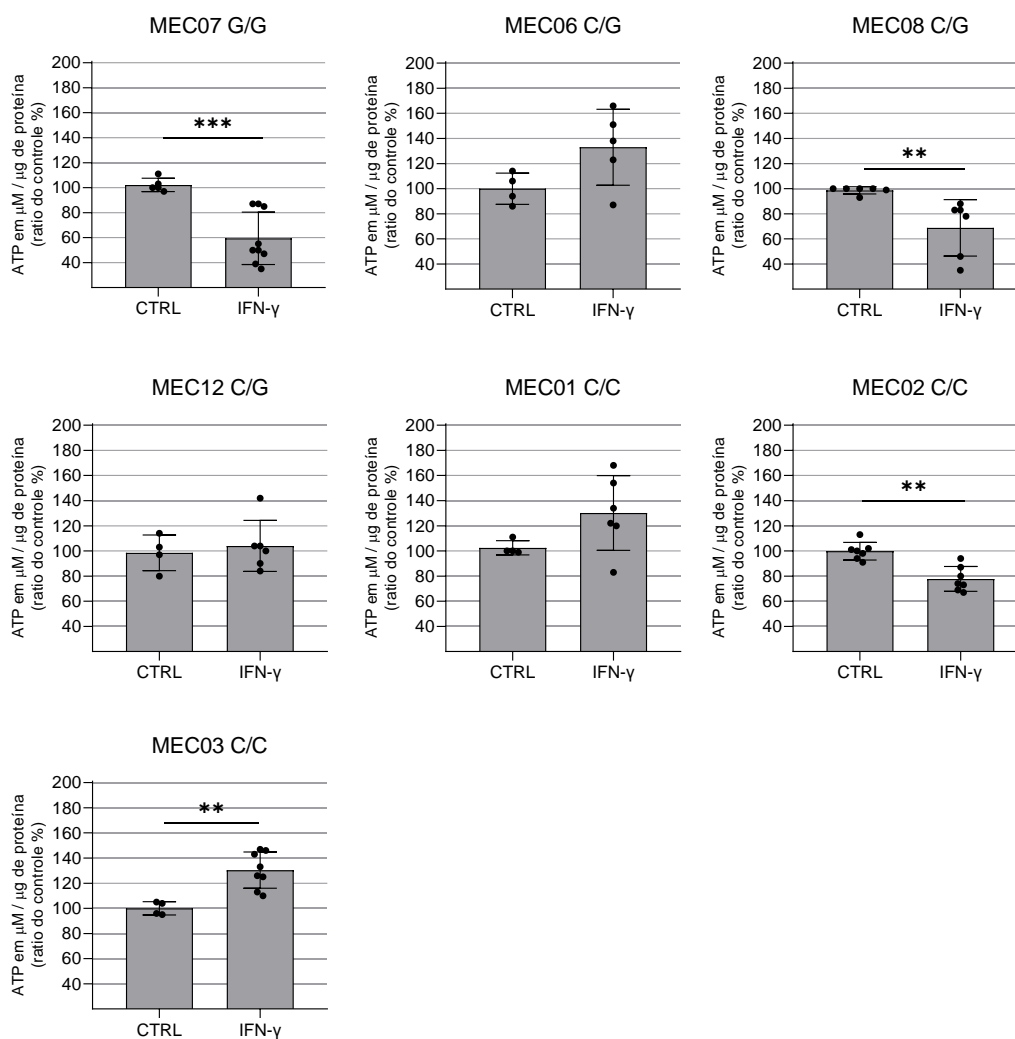 MEC07 G/G
ATP em μM / μg de proteína
(ratio do controle %)
200
180
160
140
120
100
80
60
40
***
CTRL
IFN-γ
MEC06 C/G
ATP em μM / μg de proteína
(ratio do controle %)
200
180
160
140
120
100
80
60
40
CTRL
IFN-γ
MEC08 C/G
ATP em μM / μg de proteína
(ratio do controle %)
200
180
160
140
120
100
80
60
40
**
CTRL
IFN-γ
MEC12 C/G
ATP em μM / μg de proteína
(ratio do controle %)
200
180
160
140
120
100
80
60
40
CTRL
IFN-γ
MEC01 C/C
ATP em μM / μg de proteína
(ratio do controle %)
200
180
160
140
120
100
80
60
40
CTRL
IFN-γ
MEC02 C/C
ATP em μM / μg de proteína
(ratio do controle %)
200
180
160
140
120
100
80
60
40
**
CTRL
IFN-γ
MEC03 C/C
ATP em μM / μg de proteína
(ratio do controle %)
200
180
160
140
120
100
80
60
40
**
CTRL
IFN-γ